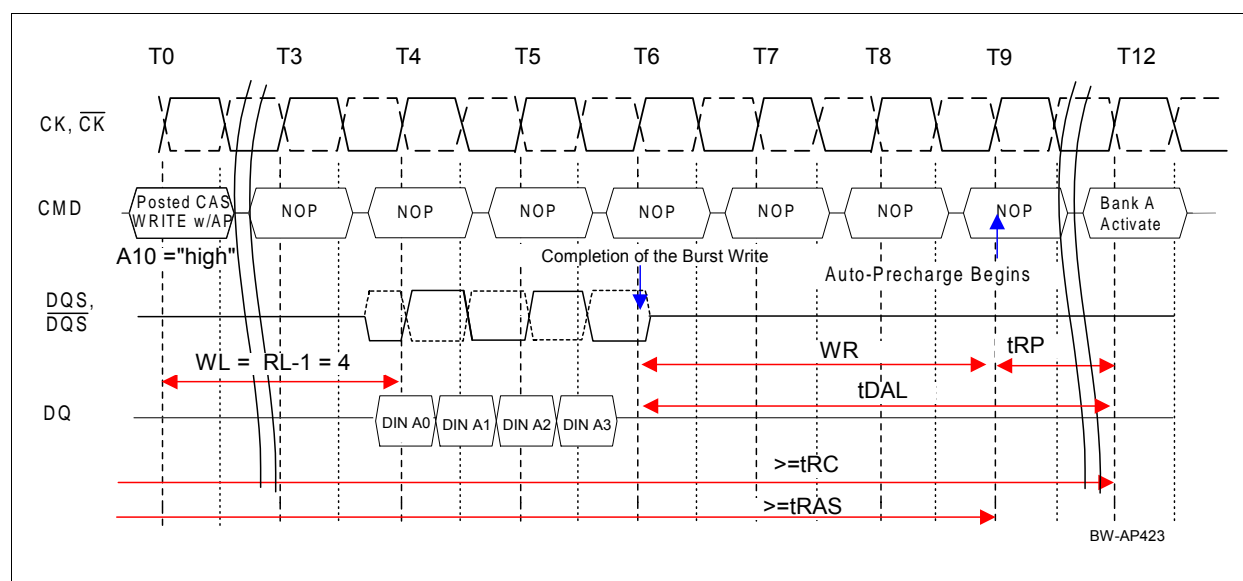 T0 T3 T4 T5 T6 T7 T8 T9 T12
CK, CK
CMD
Posted CAS
WRITE w/AP
NOP NOP NOP NOP NOP NOP NOP
Bank A
Activate
A10 ="high"
Completion of the Burst Write
Auto-Precharge Begins
DQS,
DQS
WL = RL-1 = 4
WR
tRP
tDAL
DQ
DIN A0 DIN A1 DIN A2 DIN A3
>=tRC
>=tRAS
BW-AP423